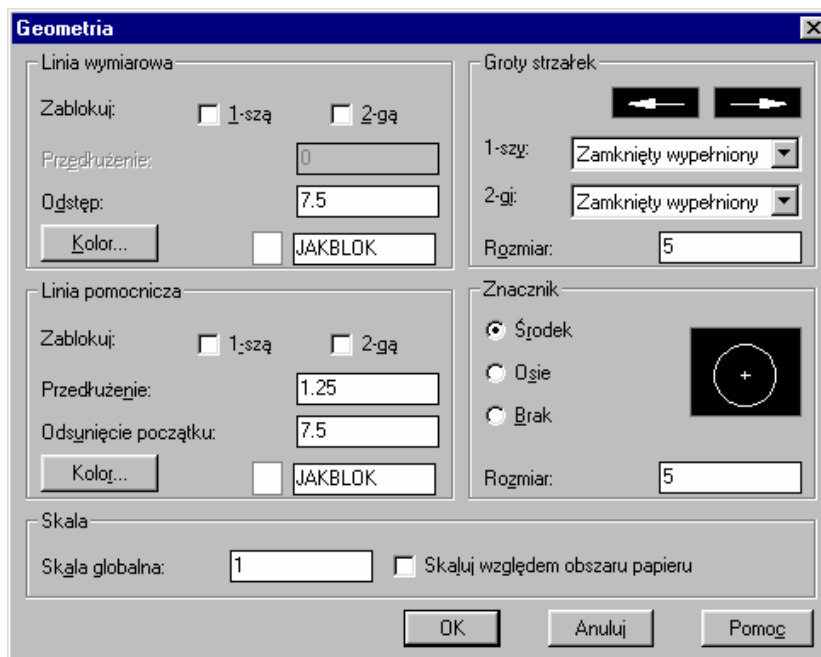 Geometria
Linia wymiarowa
Zablokuj: 1-szą 2-gą
Przedłużenie: 0
Odstęp: 7.5
Kolor... JAKBLOK
Groty strzałek
1-szy: Zamknięty wypełniony
2-gi: Zamknięty wypełniony
Rozmiar: 5
Linia pomocnicza
Zablokuj: 1-szą 2-gą
Przedłużenie: 1.25
Odsunięcie początku: 7.5
Kolor... JAKBLOK
Znacznik
Środek
Osie
Brak
Rozmiar: 5
Skala
Skala globalna: 1 Skaluj względem obszaru papieru
OK Anuluj Pomoc